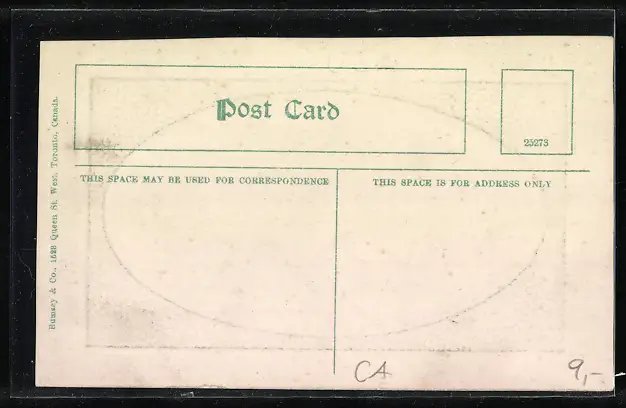 Post Card
25273
THIS SPACE MAY BE USED FOR CORRESPONDENCE
THIS SPACE IS FOR ADDRESS ONLY
Rumsey & Co., 1528 Queen St. West, Toronto, Canada.
CA
9,-